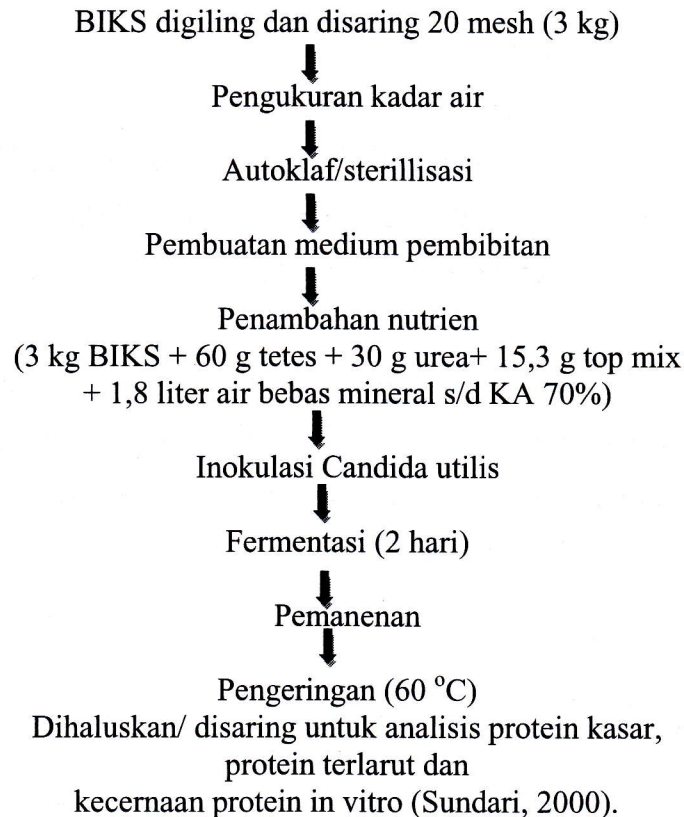 BIKS digiling dan disaring 20 mesh (3 kg)
Pengukuran kadar air
Autoklaf/sterillisasi
Pembuatan medium pembibitan
Penambahan nutrien
(3 kg BIKS + 60 g tetes + 30 g urea+ 15,3 g top mix
+ 1,8 liter air bebas mineral s/d KA 70%)
Inokulasi Candida utilis
Fermentasi (2 hari)
Pemanenan
Pengeringan (60 °C)
Dihaluskan/ disaring untuk analisis protein kasar,
protein terlarut dan
kecernaan protein in vitro (Sundari, 2000).